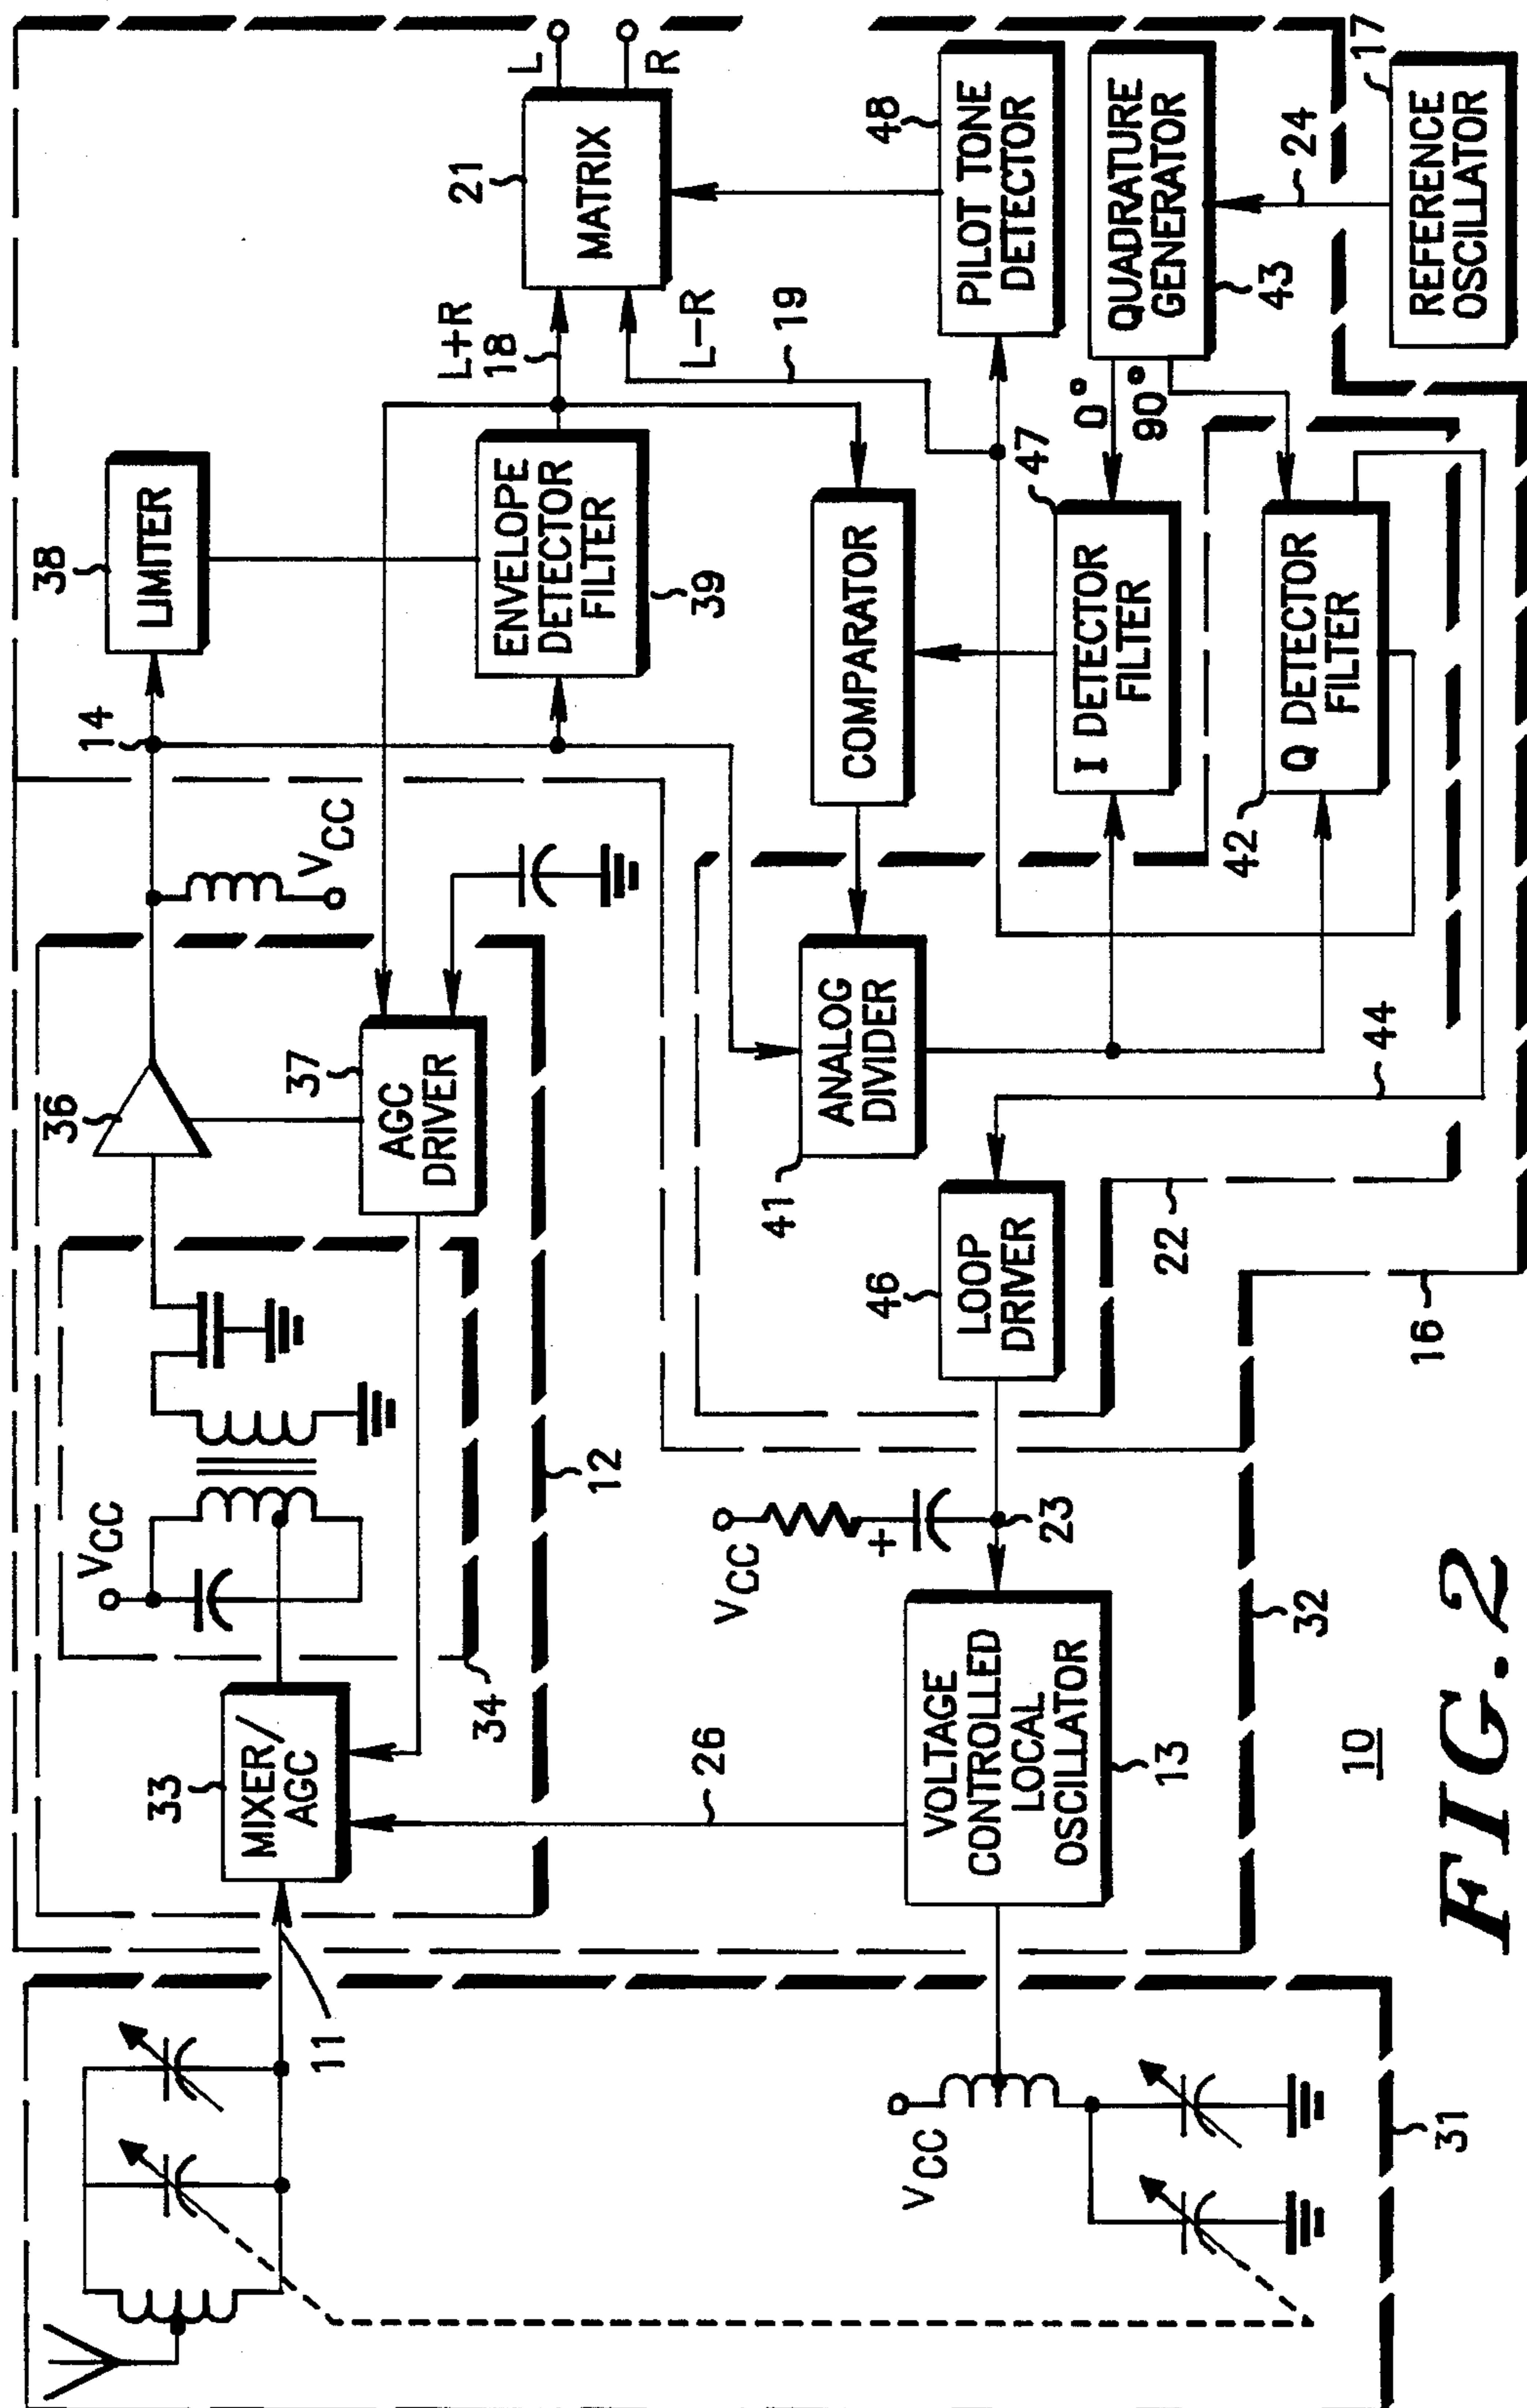 38
LIMITER
14
L
R
36
VCC
VCC
37
AGC
DRIVER
L+R
18
21
MATRIX
33
MIXER/
AGC
34
ENVELOPE
DETECTOR
FILTER
39
L–R
19
11
12
26
VCC
23
41
ANALOG
DIVIDER
COMPARATOR
48
PILOT TONE
DETECTOR
VCC
VOLTAGE
CONTROLLED
LOCAL
OSCILLATOR
13
46
LOOP
DRIVER
47
I DETECTOR
FILTER
0°
90°
QUADRATURE
GENERATOR
43
24
42
Q DETECTOR
FILTER
44
22
16
17
REFERENCE
OSCILLATOR
31
32
10
FIG.2